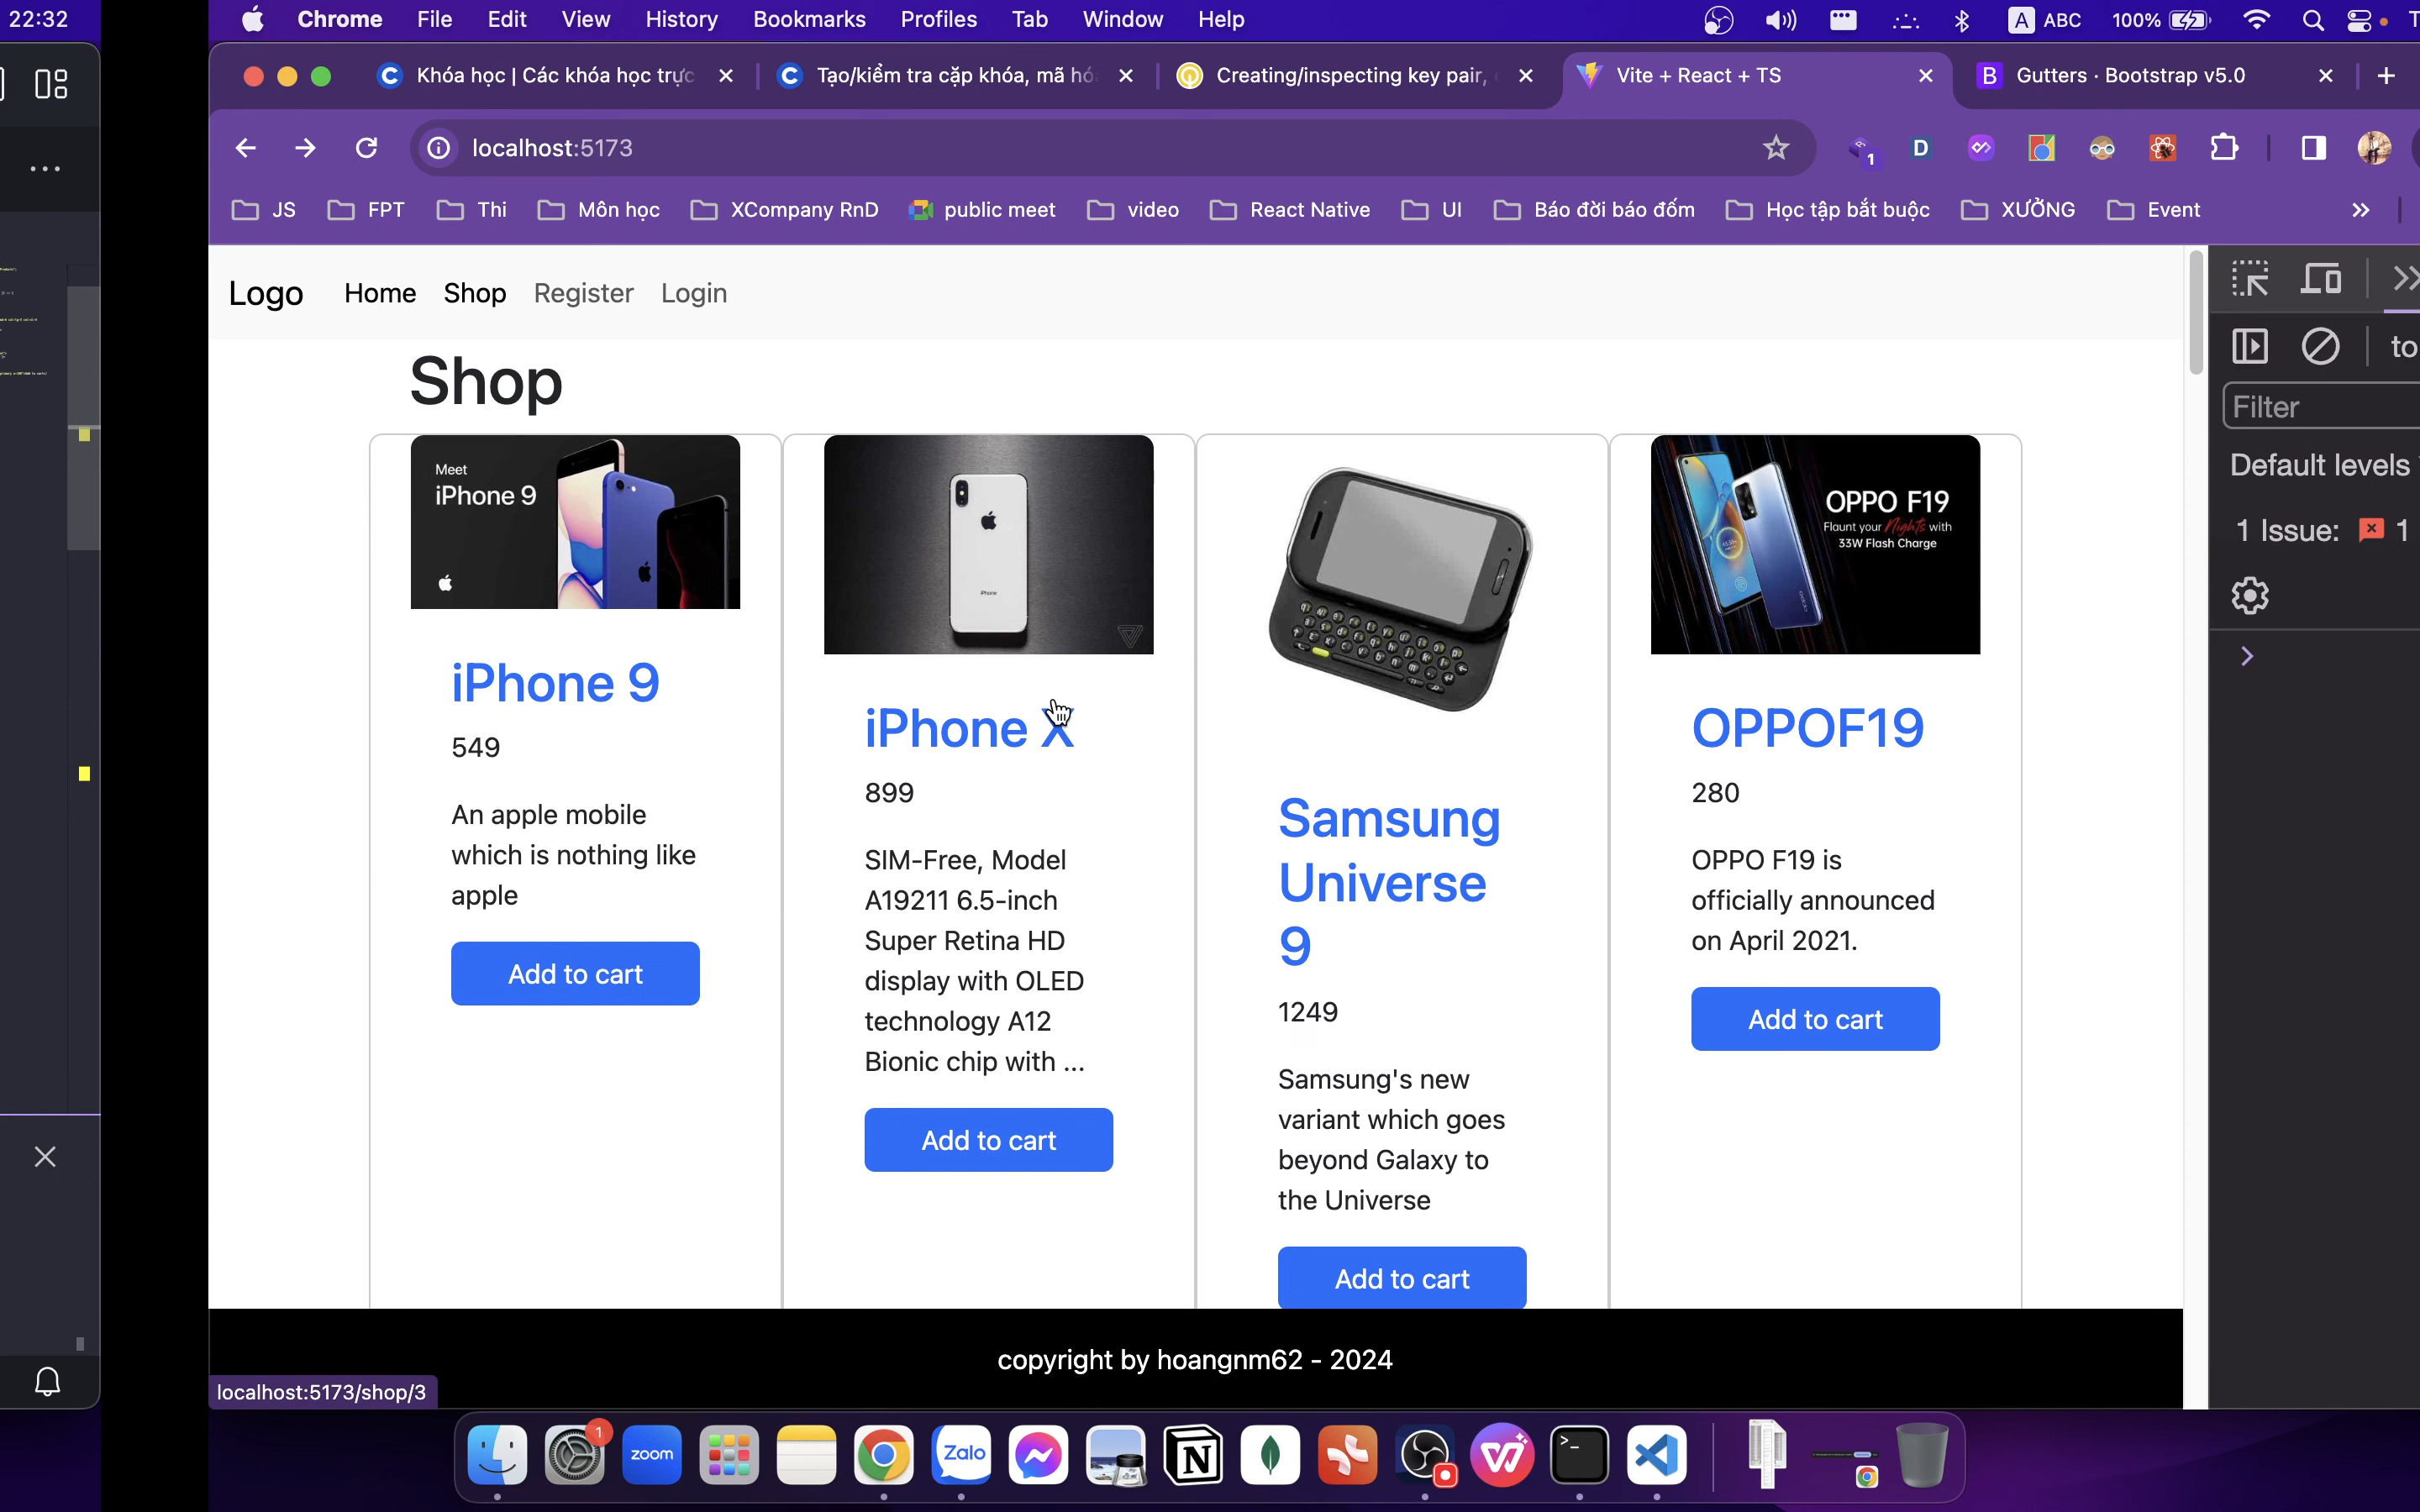 22:32
Chrome File Edit View History Bookmarks Profiles Tab Window Help
A ABC 100%
Khóa học | Các khóa học trực
Tạo/kiểm tra cặp khóa, mã hó
Creating/inspecting key pair,
Vite + React + TS
B Gutters · Bootstrap v5.0
localhost:5173
1
D
JS FPT Thi Môn học XCompany RnD public meet video React Native UI Báo đời báo đốm Học tập bắt buộc XƯỞNG Event
Logo Home Shop Register Login
Shop
Meet
iPhone 9
iPhone 9
549
An apple mobile
which is nothing like
apple
Add to cart
iPhone
iPhone X
899
SIM-Free, Model
A19211 6.5-inch
Super Retina HD
display with OLED
technology A12
Bionic chip with ...
Add to cart
Samsung
Universe
9
1249
Samsung's new
variant which goes
beyond Galaxy to
the Universe
Add to cart
OPPO F19
Flaunt your Nights with
33W Flash Charge
OPPOF19
280
OPPO F19 is
officially announced
on April 2021.
Add to cart
to
Filter
Default levels
1 Issue: 1
copyright by hoangnm62 - 2024
localhost:5173/shop/3
1
zoom
Zalo